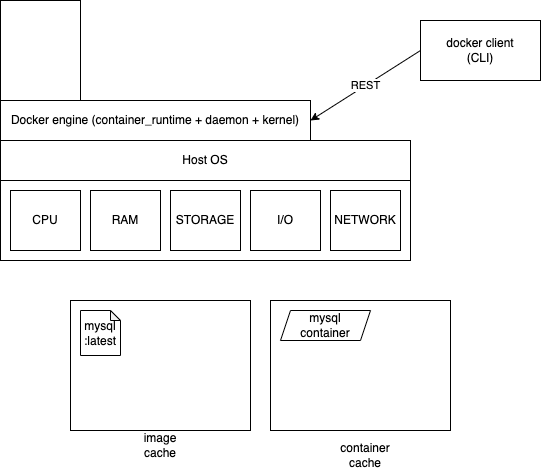 docker client
(CLI)
REST
Docker engine (container_runtime + daemon + kernel)
Host OS
CPU
RAM
STORAGE
I/O
NETWORK
mysql
:latest
mysql
container
image
cache
container
cache